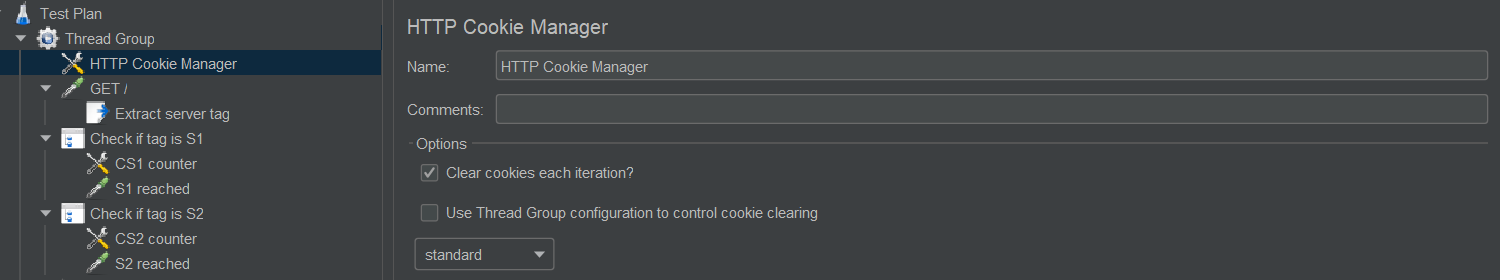 Test Plan
Thread Group
HTTP Cookie Manager
GET /
Extract server tag
Check if tag is S1
CS1 counter
S1 reached
Check if tag is S2
CS2 counter
S2 reached
HTTP Cookie Manager
Name: HTTP Cookie Manager
Comments:
Options
Clear cookies each iteration?
Use Thread Group configuration to control cookie clearing
standard